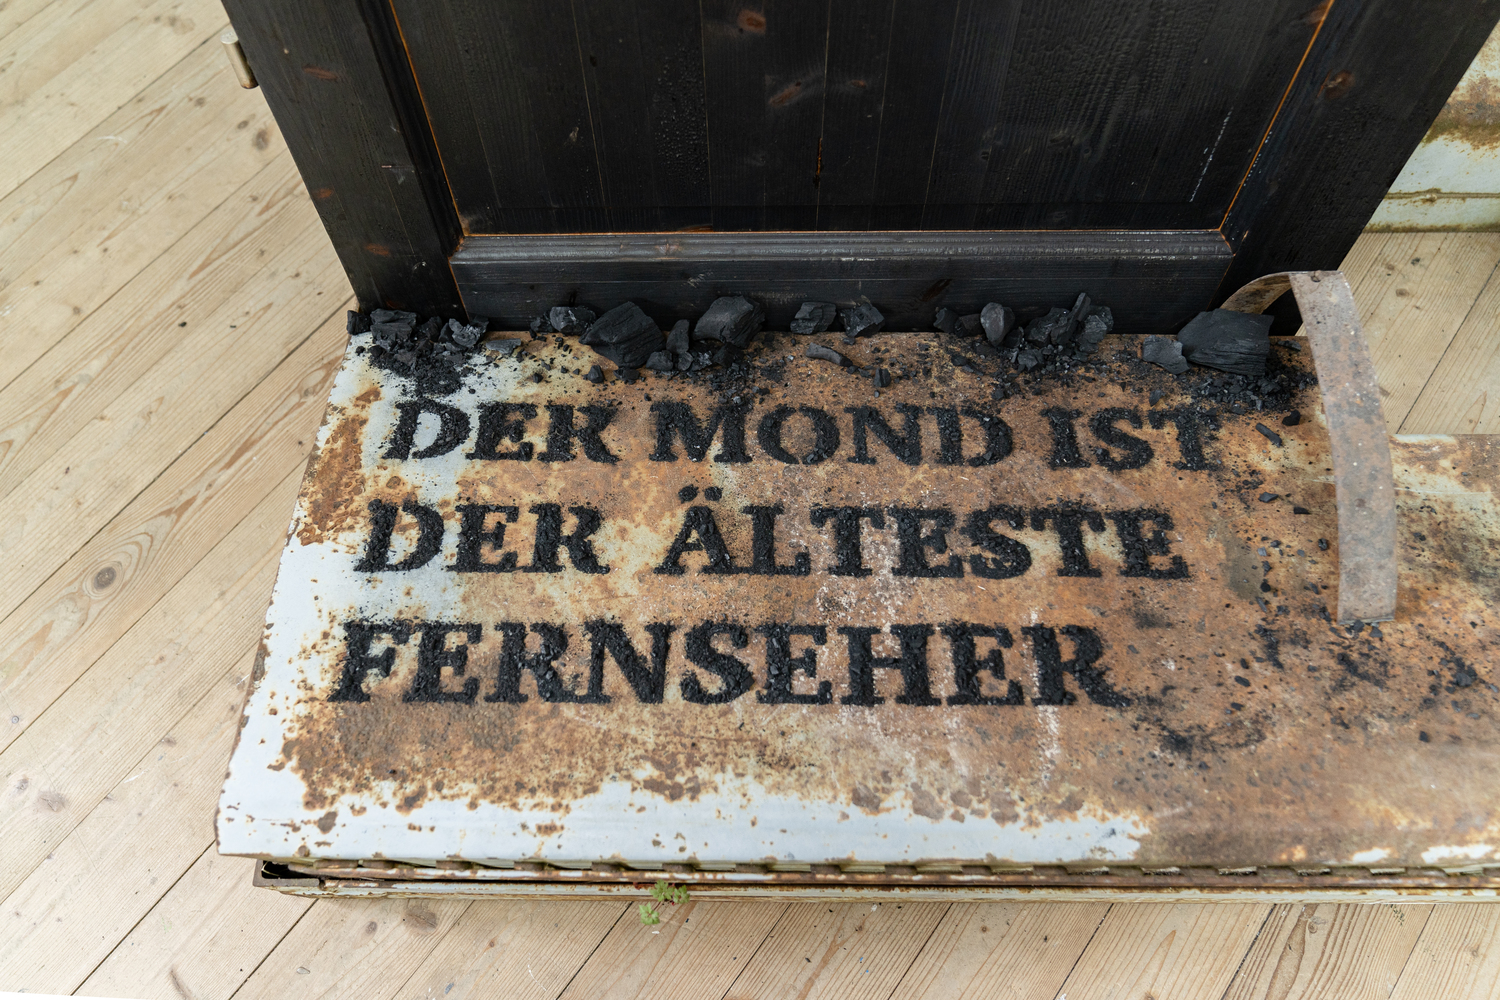 DER MOND IST
DER ÄLTESTE
FERNSEHER